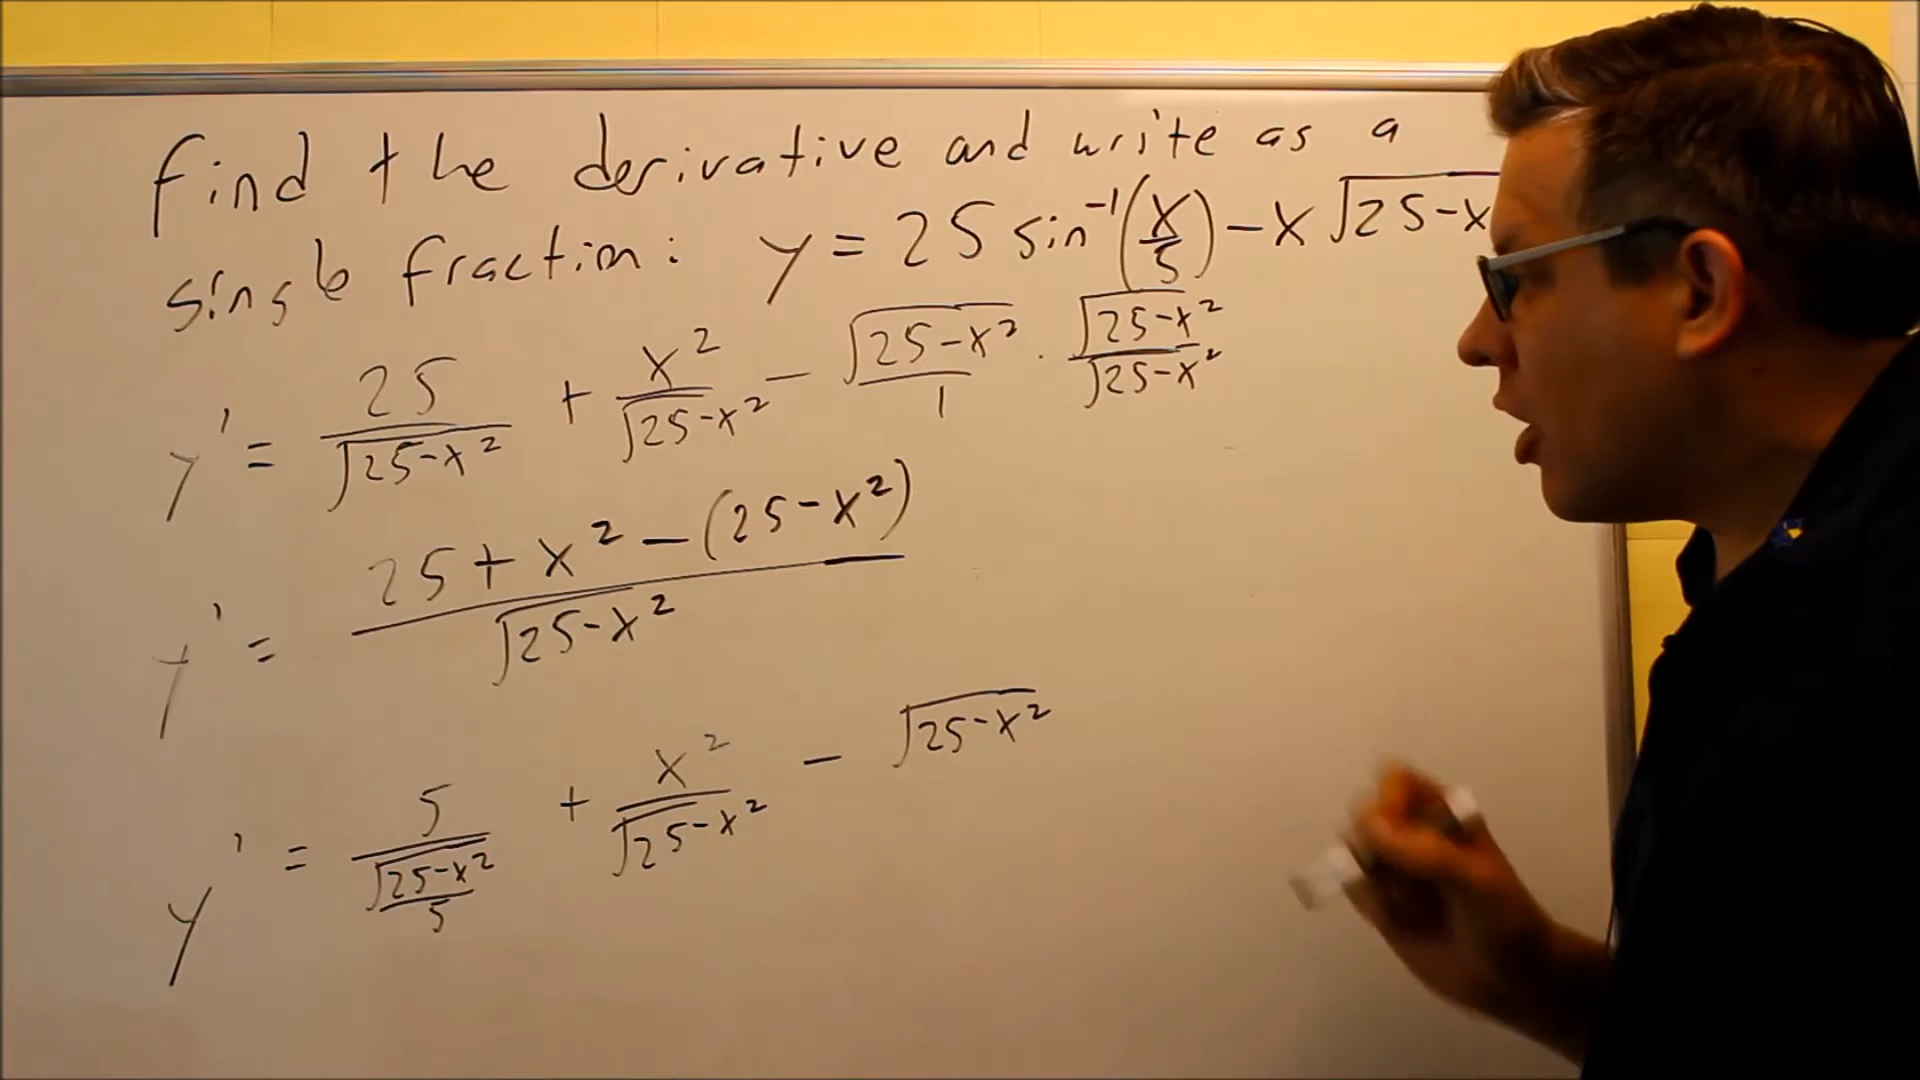 find the derivative and write as a
single fraction: y = 25 sin⁻¹(x/5) - x √(25-x
y' = 25/√(25-x²) + x²/√(25-x²) - √(25-x²)/1 · √(25-x²)/√(25-x²)
y' = (25 + x² - (25-x²))/√(25-x²)
y' = 5/(√(25-x²)/5) + x²/√(25-x²) - √(25-x²)